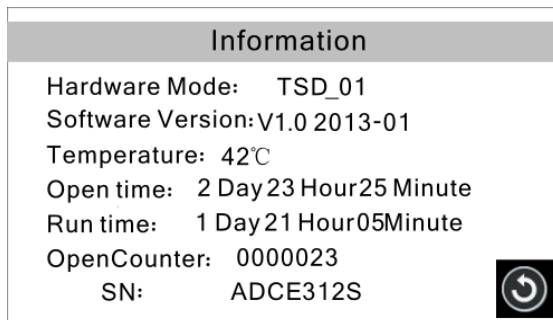 Information
Hardware Mode: TSD_01
Software Version: V1.0 2013-01
Temperature: 42℃
Open time: 2 Day 23 Hour 25 Minute
Run time: 1 Day 21 Hour 05Minute
OpenCounter: 0000023
SN: ADCE312S